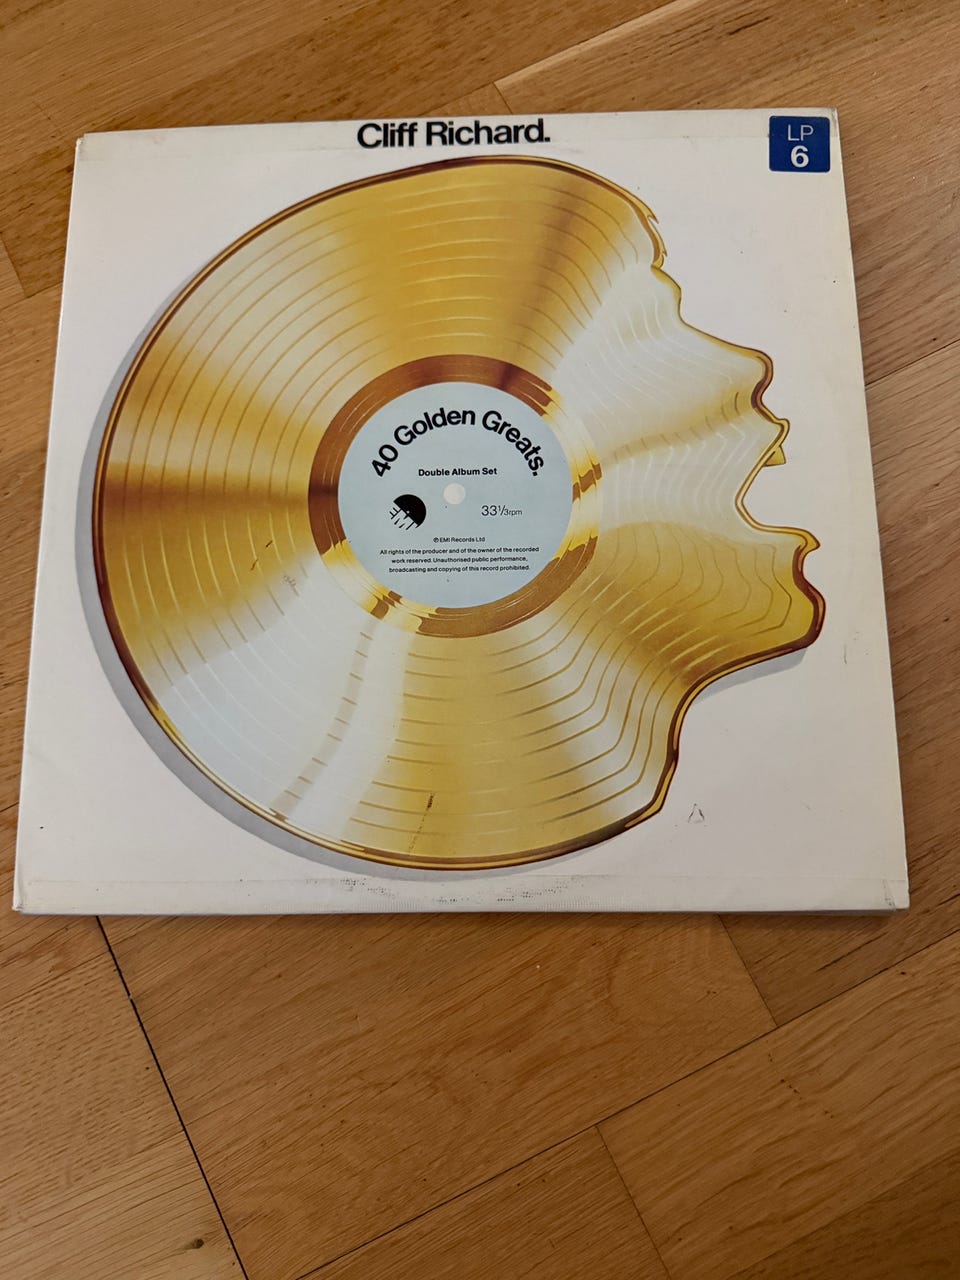 Cliff Richard.
LP
6
40 Golden Greats.
Double Album Set
EMI
33⅓rpm
℗ EMI Records Ltd
All rights of the producer and of the owner of the recorded
work reserved. Unauthorised public performance,
broadcasting and copying of this record prohibited.